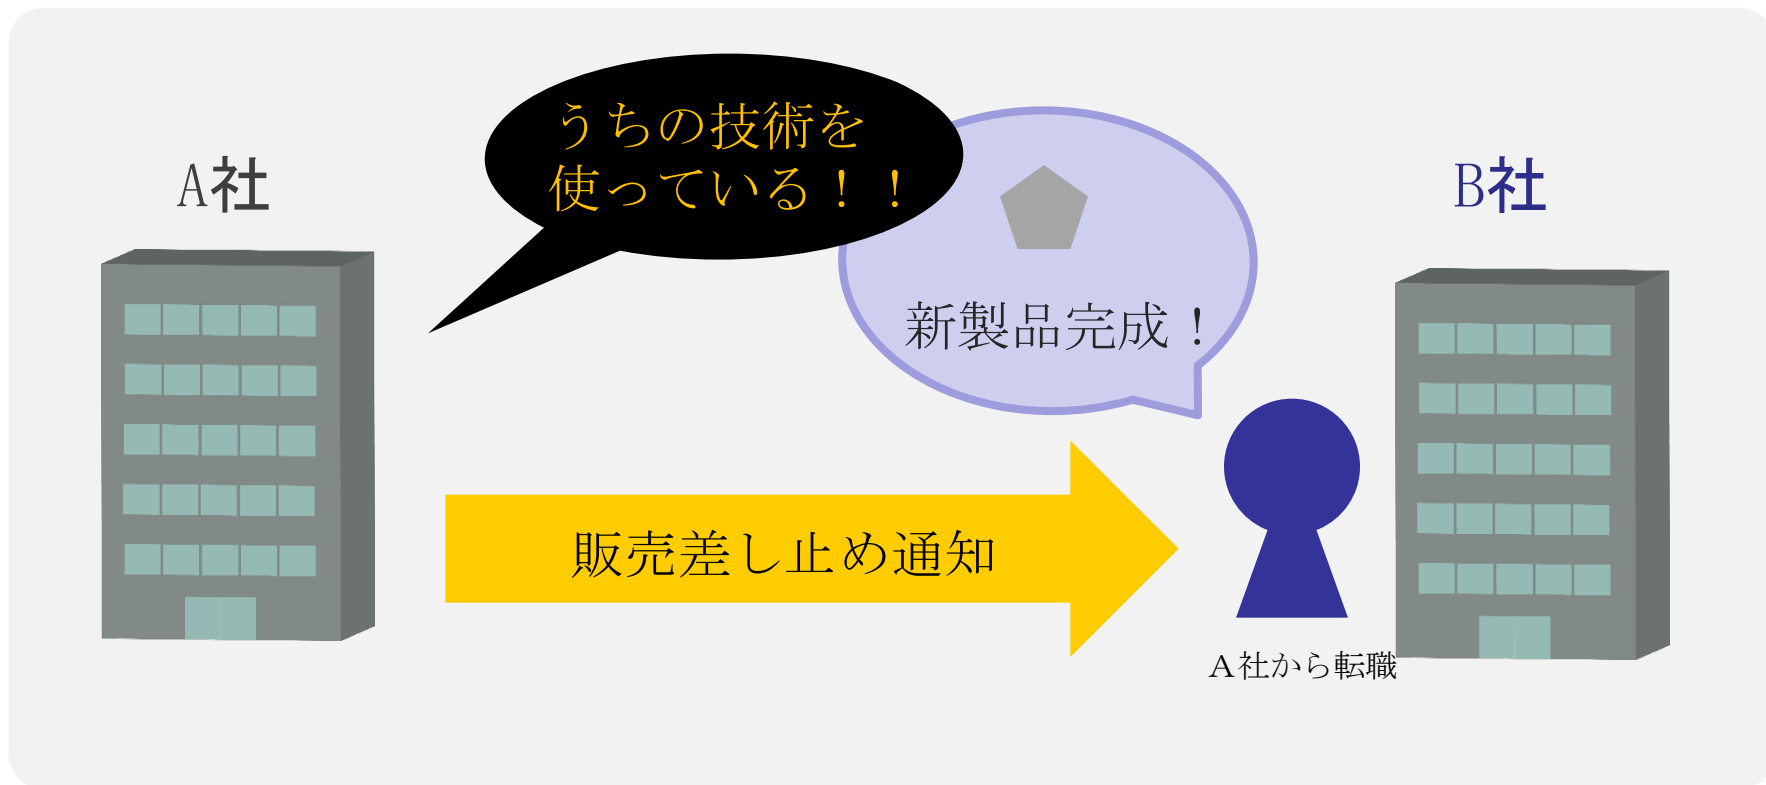 うちの技術を
使っている！！
A社
B社
新製品完成！
販売差し止め通知
Ａ社から転職